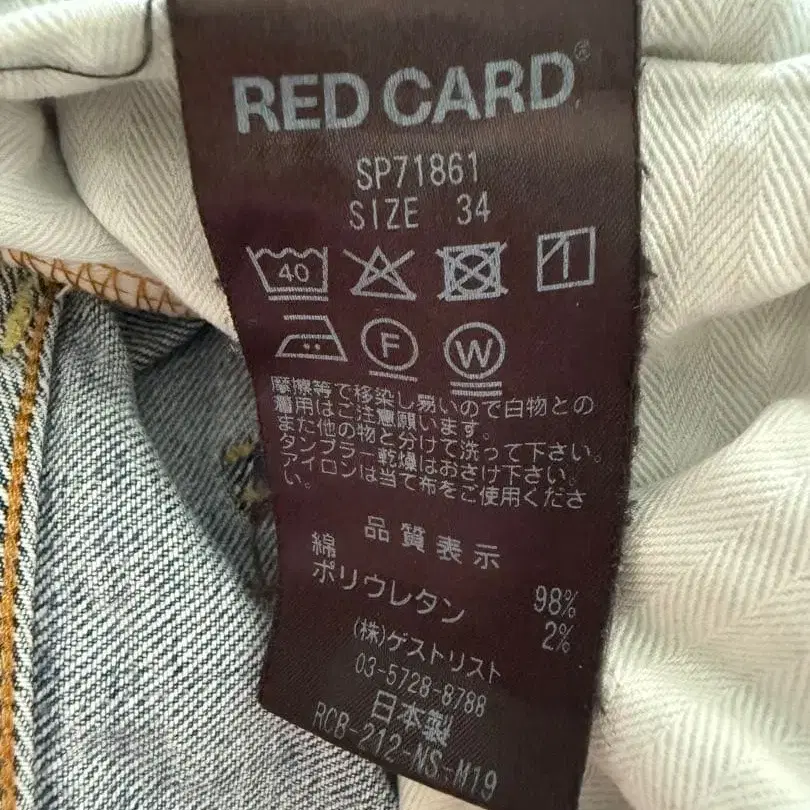 RED CARD®
SP71861
SIZE 34
40
F W
摩擦等で移染し易いので白物との
着用はご注意願います。
また他の物と分けて洗って下さい。
タンブラー乾燥はおさけ下さい。
アイロンは当て布をご使用くださ
い。
品質表示
綿 98%
ポリウレタン 2%
(株)ゲストリスト
03-5728-8788
日本製
RCB-212-NS-M19